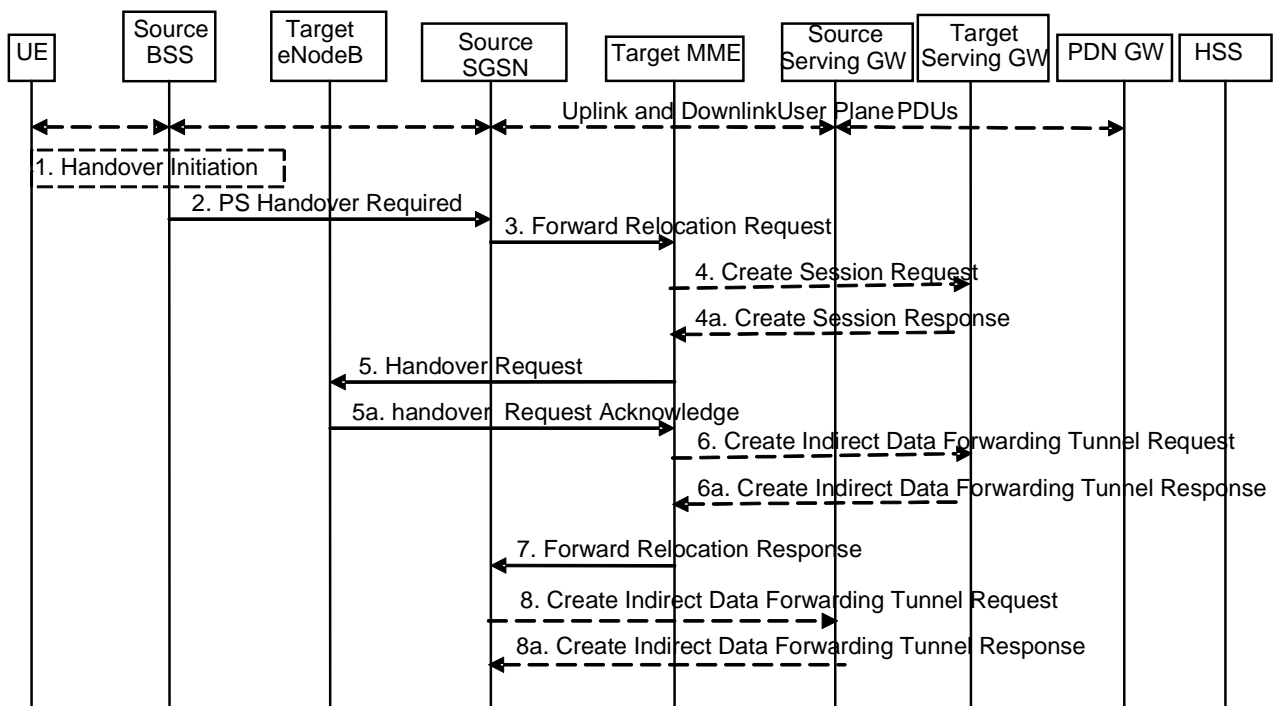 UE
Source
BSS
Target
eNodeB
Source
SGSN
Target MME
Source
Serving GW
Target
Serving GW
PDN GW
HSS
Uplink and DownlinkUser Plane PDUs
1. Handover Initiation
2. PS Handover Required
3. Forward Relocation Request
4. Create Session Request
4a. Create Session Response
5. Handover Request
5a. handover Request Acknowledge
6. Create Indirect Data Forwarding Tunnel Request
6a. Create Indirect Data Forwarding Tunnel Response
7. Forward Relocation Response
8. Create Indirect Data Forwarding Tunnel Request
8a. Create Indirect Data Forwarding Tunnel Response